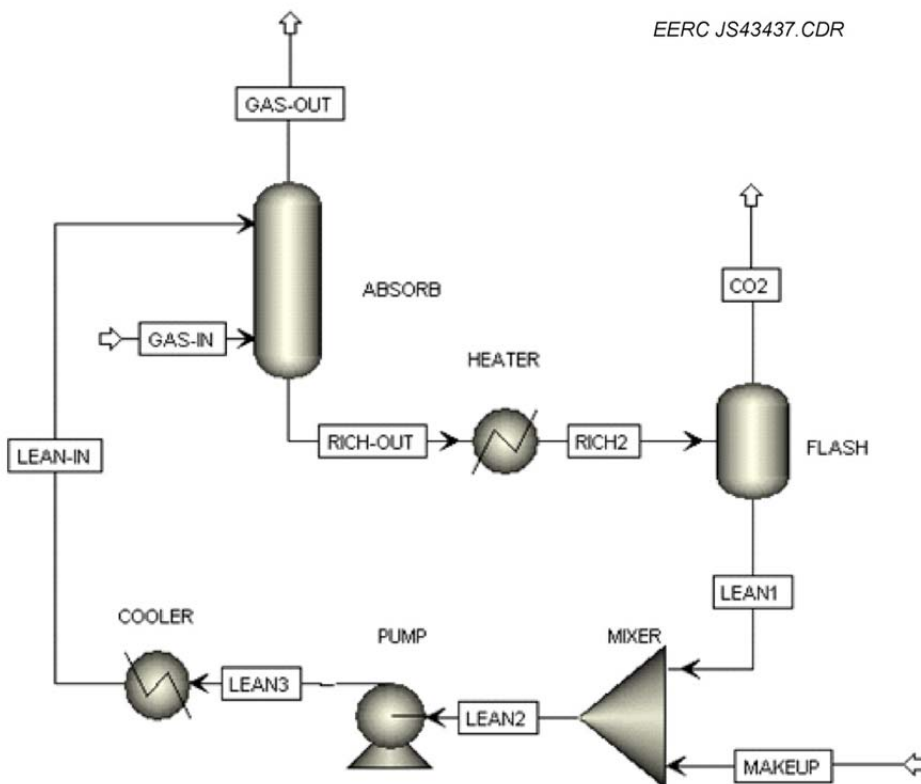 EERC JS43437.CDR
GAS-OUT
ABSORB
CO2
GAS-IN
HEATER
LEAN-IN
RICH-OUT
RICH2
FLASH
LEAN1
COOLER
PUMP
MIXER
LEAN3
LEAN2
MAKEUP